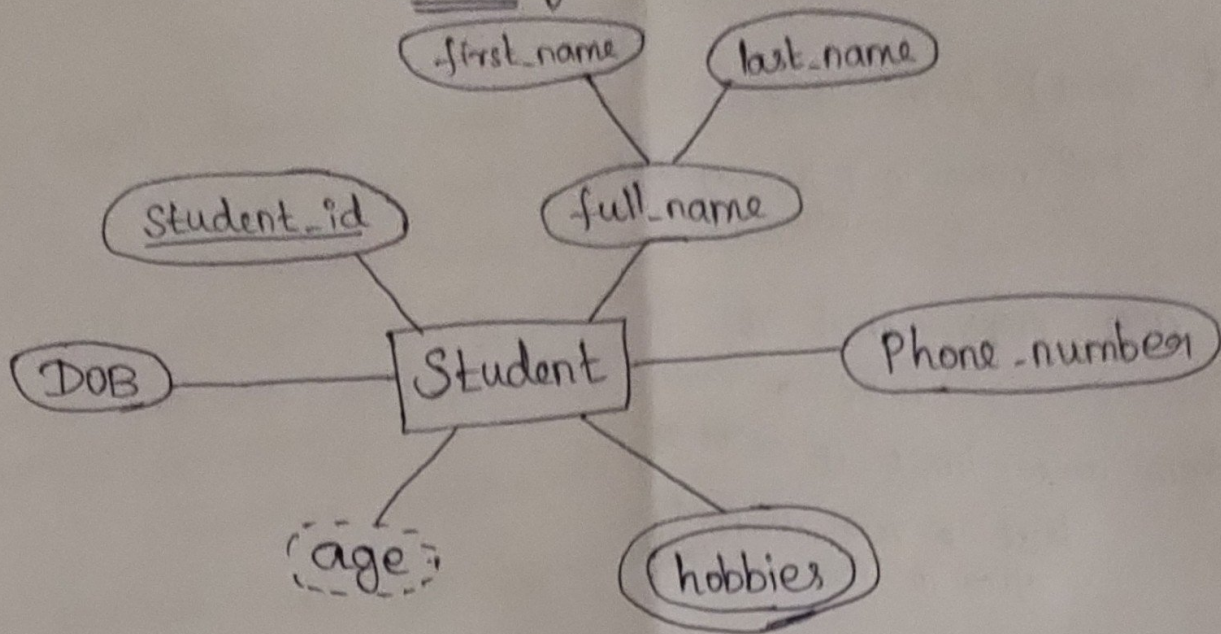 first_name
last_name
student_id
full_name
DOB
Student
Phone_number
age
hobbies